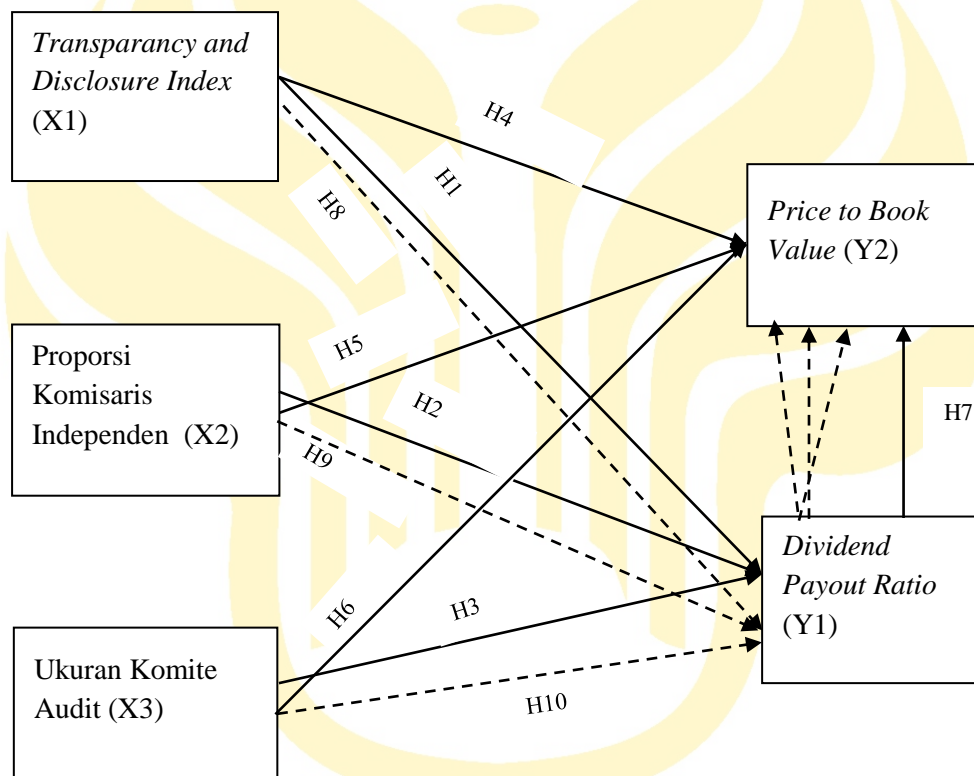 Transparancy and
Disclosure Index
(X1)
H4
H1
H8
Price to Book
Value (Y2)
Proporsi
Komisaris
Independen (X2)
H5
H2
H9
H7
Dividend
Payout Ratio
(Y1)
H6
H3
H10
Ukuran Komite
Audit (X3)